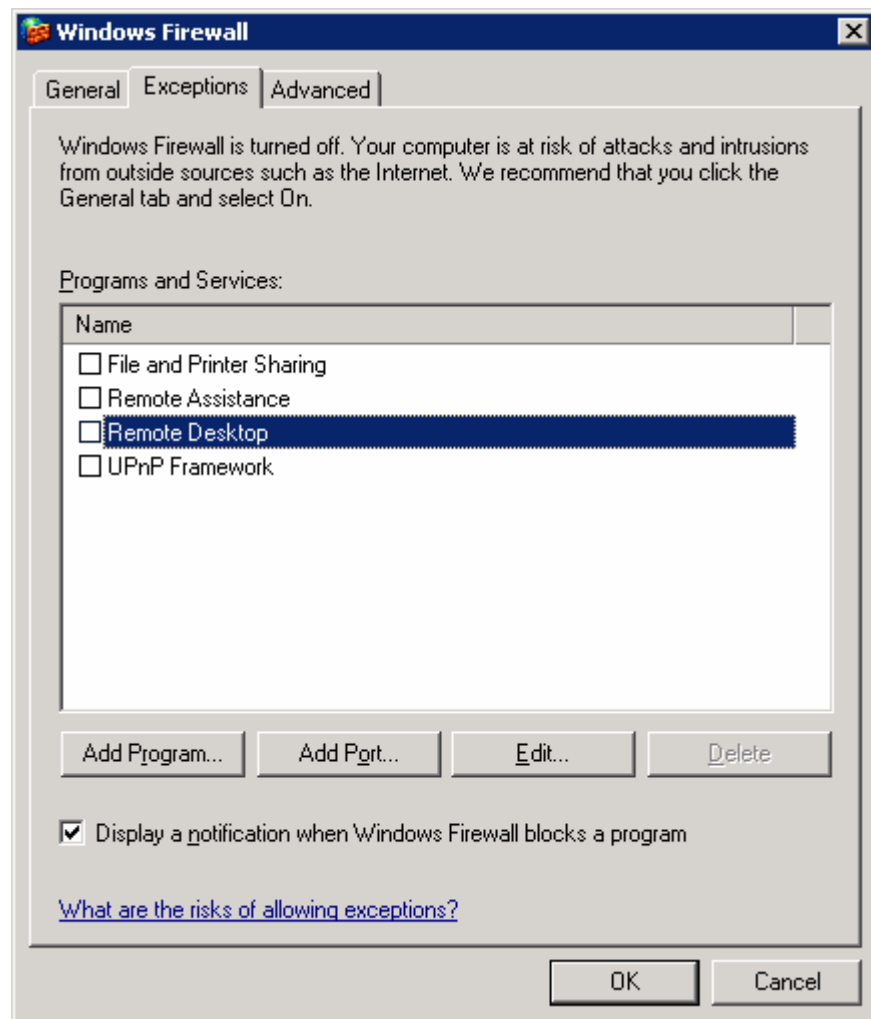 Windows Firewall
General Exceptions Advanced
Windows Firewall is turned off. Your computer is at risk of attacks and intrusions
from outside sources such as the Internet. We recommend that you click the
General tab and select On.
Programs and Services:
Name
File and Printer Sharing
Remote Assistance
Remote Desktop
UPnP Framework
Add Program... Add Port... Edit... Delete
Display a notification when Windows Firewall blocks a program
What are the risks of allowing exceptions?
OK Cancel